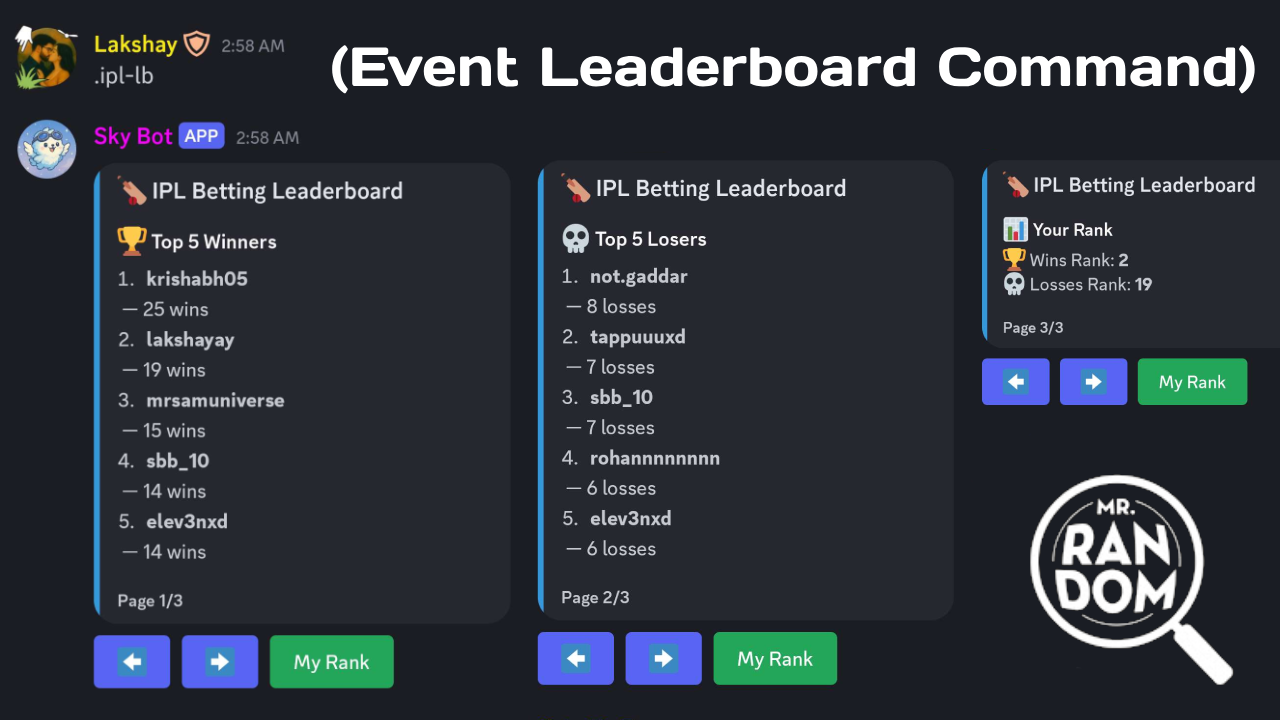 Lakshay 2:58 AM
.ipl-lb
(Event Leaderboard Command)
Sky Bot APP 2:58 AM
IPL Betting Leaderboard
Top 5 Winners
1. krishabh05
— 25 wins
2. lakshayay
— 19 wins
3. mrsamuniverse
— 15 wins
4. sbb_10
— 14 wins
5. elev3nxd
— 14 wins
Page 1/3
My Rank
IPL Betting Leaderboard
Top 5 Losers
1. not.gaddar
— 8 losses
2. tappuuuxd
— 7 losses
3. sbb_10
— 7 losses
4. rohannnnnnnn
— 6 losses
5. elev3nxd
— 6 losses
Page 2/3
My Rank
IPL Betting Leaderboard
Your Rank
Wins Rank: 2
Losses Rank: 19
Page 3/3
My Rank
MR.
RAN
DOM